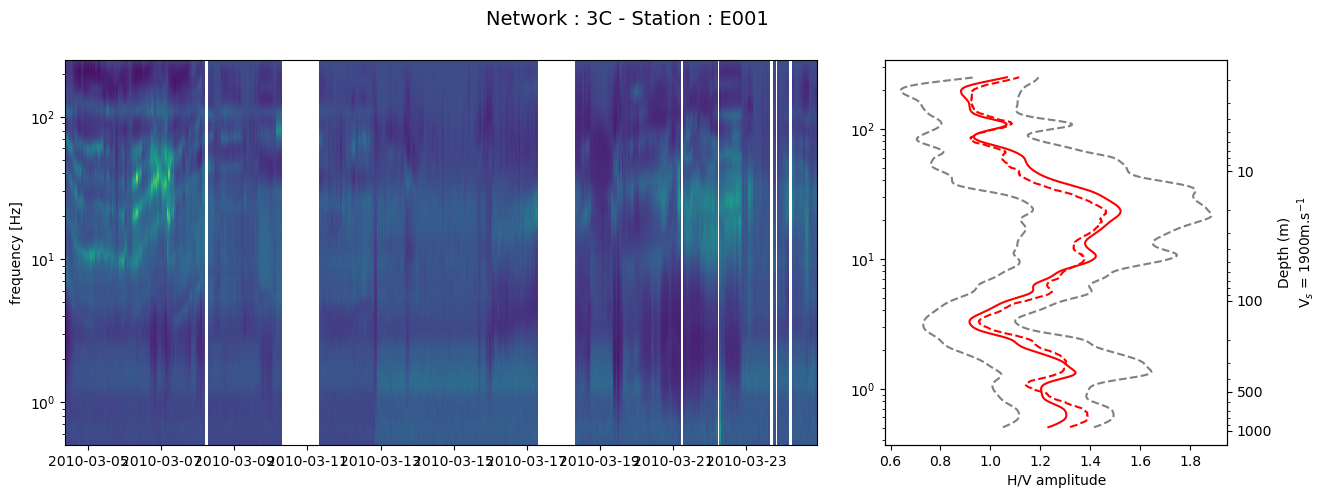 Network : 3C - Station : E001
frequency [Hz]
10² 10¹ 10⁰
2010-03-05 2010-03-07 2010-03-09 2010-03-11 2010-03-13 2010-03-15 2010-03-17 2010-03-19 2010-03-21 2010-03-23
10² 10¹ 10⁰
0.6 0.8 1.0 1.2 1.4 1.6 1.8
H/V amplitude
10 100 500 1000
Depth (m)
Vₛ = 1900m.s⁻¹